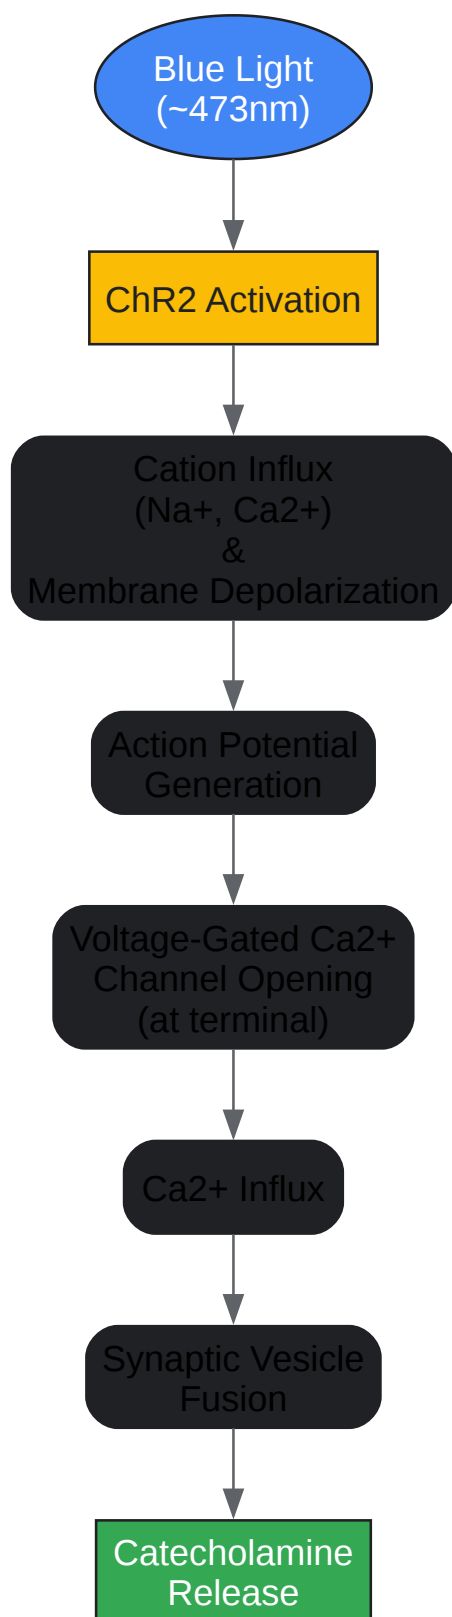 Blue Light
(~473nm)
ChR2 Activation
Cation Influx
(Na+, Ca2+)
&
Membrane Depolarization
Action Potential
Generation
Voltage-Gated Ca2+
Channel Opening
(at terminal)
Ca2+ Influx
Synaptic Vesicle
Fusion
Catecholamine
Release